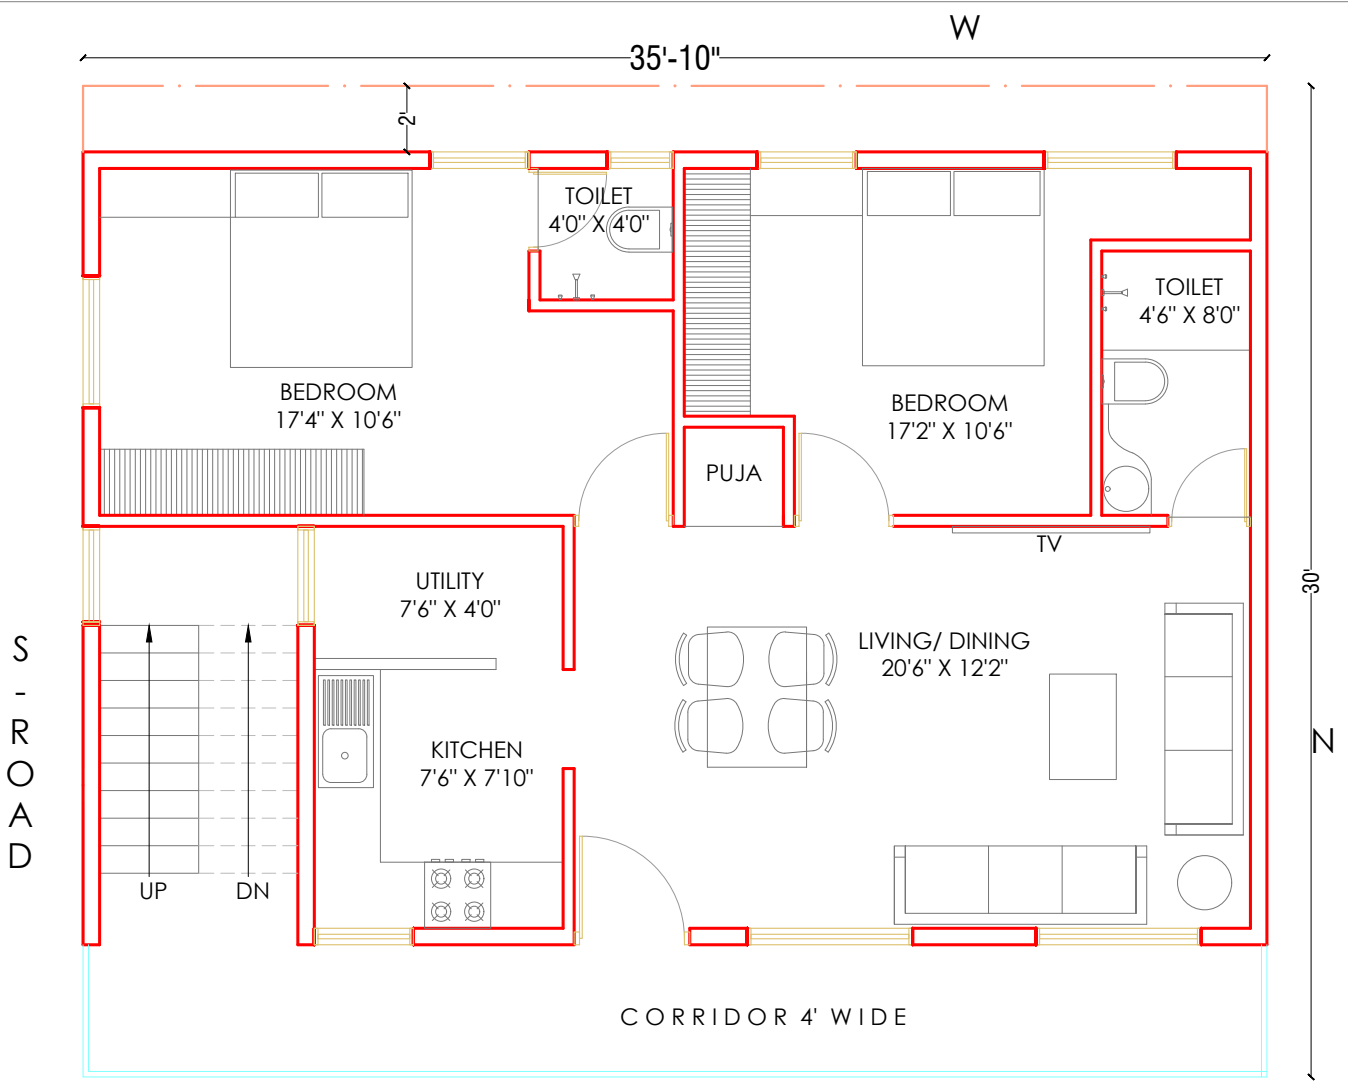 W
35'-10"
2'
TOILET
4'0" X 4'0"
TOILET
4'6" X 8'0"
BEDROOM
17'4" X 10'6"
BEDROOM
17'2" X 10'6"
PUJA
TV
UTILITY
7'6" X 4'0"
30'
LIVING/ DINING
20'6" X 12'2"
S - ROAD
KITCHEN
7'6" X 7'10"
N
UP
DN
CORRIDOR 4' WIDE